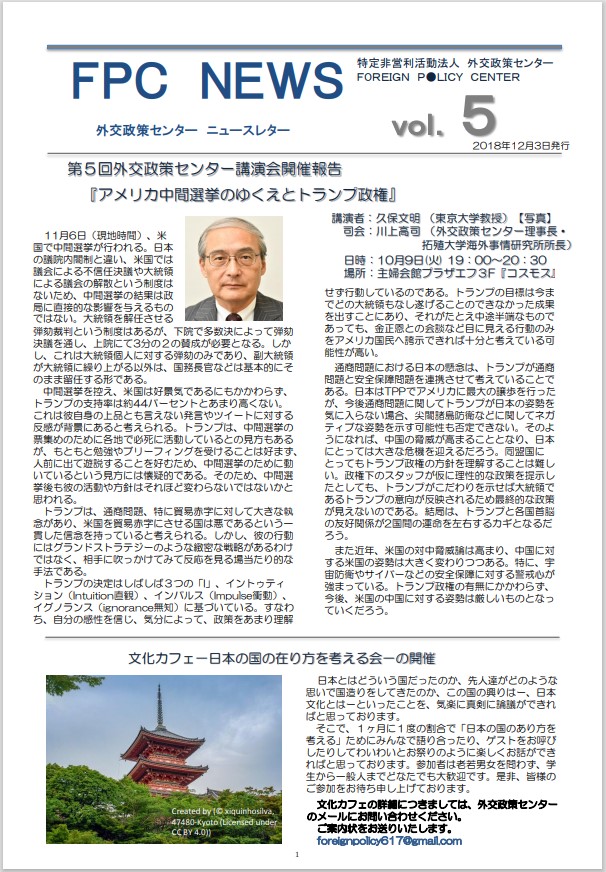 FPC NEWS
特定非営利活動法人 外交政策センター
FOREIGN P●LICY CENTER
外交政策センター ニュースレター
vol. 5
2018年12月3日発行
第５回外交政策センター講演会開催報告
『アメリカ中間選挙のゆくえとトランプ政権』
講演者：久保文明（東京大学教授）【写真】
司会：川上高司（外交政策センター理事長・
拓殖大学海外事情研究所所長）
日時：10月9日(火) 19：00～20：30
場所：主婦会館プラザエフ3F『コスモス』
11月6日（現地時間）、米
国で中間選挙が行われる。日本
の議院内閣制と違い、米国では
議会による不信任決議や大統領
による議会の解散という制度は
ないため、中間選挙の結果は政
局に直接的な影響を与えるもの
ではない。大統領を解任させる
弾劾裁判という制度はあるが、下院で多数決によって弾劾
決議を通し、上院にて3分の２の賛成が必要となる。しか
し、これは大統領個人に対する弾劾のみであり、副大統領
が大統領に繰り上がる以外は、国務長官などは基本的にそ
のまま留任する形である。
中間選挙を控え、米国は好景気であるにもかかわらず、
トランプの支持率は約44パーセントとあまり高くない。こ
れは彼自身の上品とも言えない発言やツイートに対する
反感が背景にあると考えられる。トランプは、中間選挙の
票集めのために各地で必死に活動しているとの見方もある
が、もともと勉強やブリーフィングを受けることは好まず、
人前に出て遊説することを好むため、中間選挙のために動
いているという見方には懐疑的である。そのため、中間選
挙後も彼の活動や方針はそれほど変わらないではないかと
思われる。
トランプは、通商問題、特に貿易赤字に対して大きな執
念があり、米国を貿易赤字にさせる国は悪であるという一
貫した信念を持っていると考えられる。しかし、彼の行動
にはグランドストラテジーのような緻密な戦略があるわけ
ではなく、相手に吹っかけてみて反応を見る場当たり的な
手法である。
トランプの決定はしばしば３つの「I」、イントゥティ
ション（Intuition直観）、インパルス（Impulse衝動）、
イグノランス（ignorance無知）に基づいている。すなわ
ち、自分の感性を信じ、気分によって、政策をあまり理解
せず行動しているのである。トランプの目標は今ま
でどの大統領もなし遂げることのできなかった成果
を出すことにあり、それがたとえ中途半端なもので
あっても、金正恩との会談など目に見える行動のみ
をアメリカ国民へ誇示できれば十分と考えている可
能性が高い。
通商問題における日本の懸念は、トランプが通商
問題と安全保障問題を連携させて考えていることで
ある。日本はTPPでアメリカに最大の譲歩を行った
が、今後通商問題に関してトランプが日本の姿勢を
気に入らない場合、尖閣諸島防衛などに関してネガ
ティブな姿勢を示す可能性も否定できない。そのよ
うになれば、中国の脅威が高まることとなり、日本
にとっては大きな危機を迎えるだろう。同盟国に
とってもトランプ政権の方針を理解することは難し
い。政権下のスタッフが仮に理性的な政策を提示し
たとしても、トランプがこだわりを示せば大統領で
あるトランプの意向が反映されるため最終的な政策
が見えないのである。結局は、トランプと各国首脳
の友好関係が2国間の運命を左右するカギとなるだ
ろう。
また近年、米国の対中脅威論は高まり、中国に対
する米国の姿勢は大きく変わりつつある。特に、宇
宙防衛やサイバーなどの安全保障に対する警戒心が
強まっている。トランプ政権の有無にかかわらず、
今後、米国の中国に対する姿勢は厳しいものとなっ
ていくだろう。
文化カフェー日本の国の在り方を考える会ーの開催
Created by (© xiquinhosilva,
47480-Kyoto (Licensed under
CC BY 4.0))
日本とはどういう国だったのか、先人達がどのような
思いで国造りをしてきたのか、この国の興りはー、日本
文化とはーといったことを、気楽に真剣に論議ができれ
ばと思っております。
そこで、１ヶ月に１度の割合で「日本の国のあり方を
考える」ためにみんなで語り合ったり、ゲストをお呼び
したりしてわいわいとお祭りのように楽しくお話ができ
ればと思っております。参加者は老若男女を問わず、学
生から一般人までどなたでも大歓迎です。是非、皆様の
ご参加をお待ち申し上げております。
文化カフェの詳細につきましては、外交政策センター
のメールにお問い合わせください。
ご案内状をお送りいたします。
foreignpolicy617@gmail.com
1